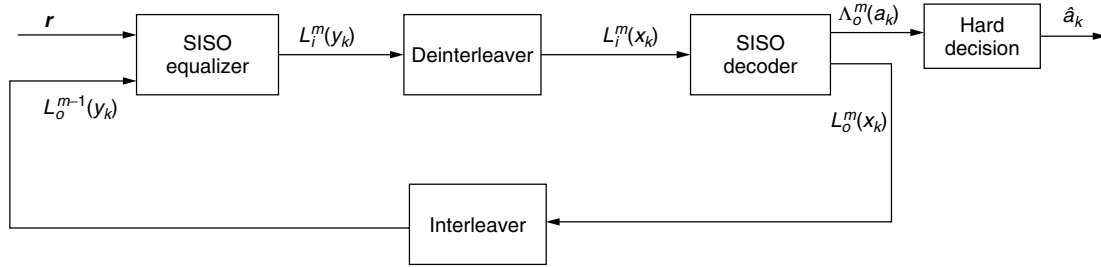 r
SISO
equalizer
L_i^m(y_k)
Deinterleaver
L_i^m(x_k)
SISO
decoder
Λ_o^m(a_k)
Hard
decision
â_k
L_o^{m–1}(y_k)
L_o^m(x_k)
Interleaver